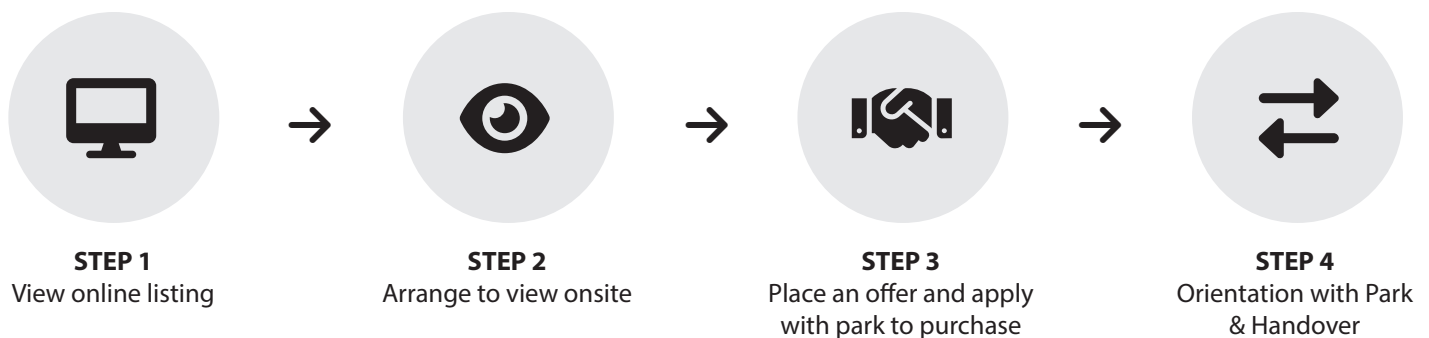 STEP 1
View online listing
STEP 2
Arrange to view onsite
STEP 3
Place an offer and apply
with park to purchase
STEP 4
Orientation with Park
& Handover